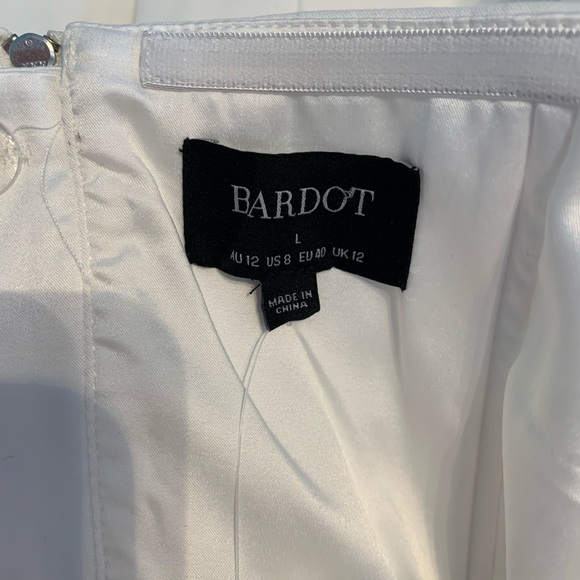 BARDOT
L
AU 12 US 8 EU 40 UK 12
MADE IN
CHINA